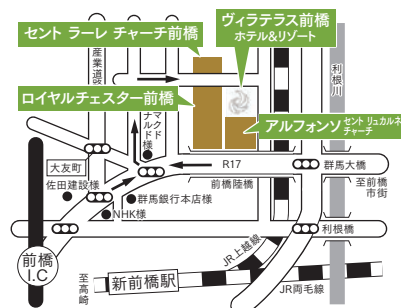 セント ラーレ チャーチ前橋
ヴィラテラス前橋
ホテル&リゾート
産業道路
マクドナルド様
利根川
ロイヤルチェスター前橋
アルフォンソ
セント リュカルネ
チャーチ
R17
群馬大橋
大友町
佐田建設様
前橋陸橋
至前橋
市街
群馬銀行本店様
NHK様
利根橋
前橋
I.C
JR上越線
至高崎
新前橋駅
JR両毛線